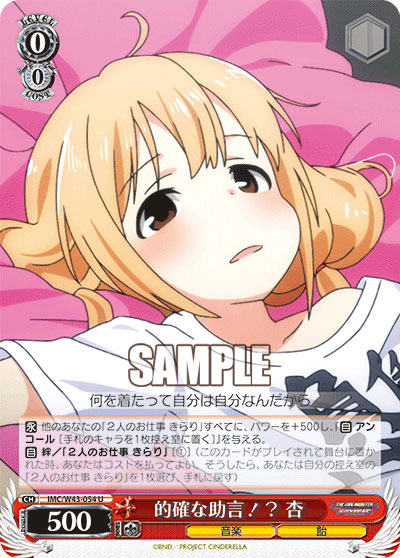 LEVEL
0
0
COST
SAMPLE
何を着たって自分は自分なんだから
永 他のあなたの「2人のお仕事 きらり」すべてに、パワーを+500し、『自 アン
コール [手札のキャラを1枚控え室に置く]』を与える。
自 絆/「2人のお仕事 きらり」 [①] (このカードがプレイされて舞台に置か
れた時、あなたはコストを払ってよい。そうしたら、あなたは自分の控え室の
「2人のお仕事 きらり」を1枚選び、手札に戻す)
CH
IMC/W43-054 U
500
的確な助言!? 杏
音楽
飴
©NEI/PROJECT CINDERELLA